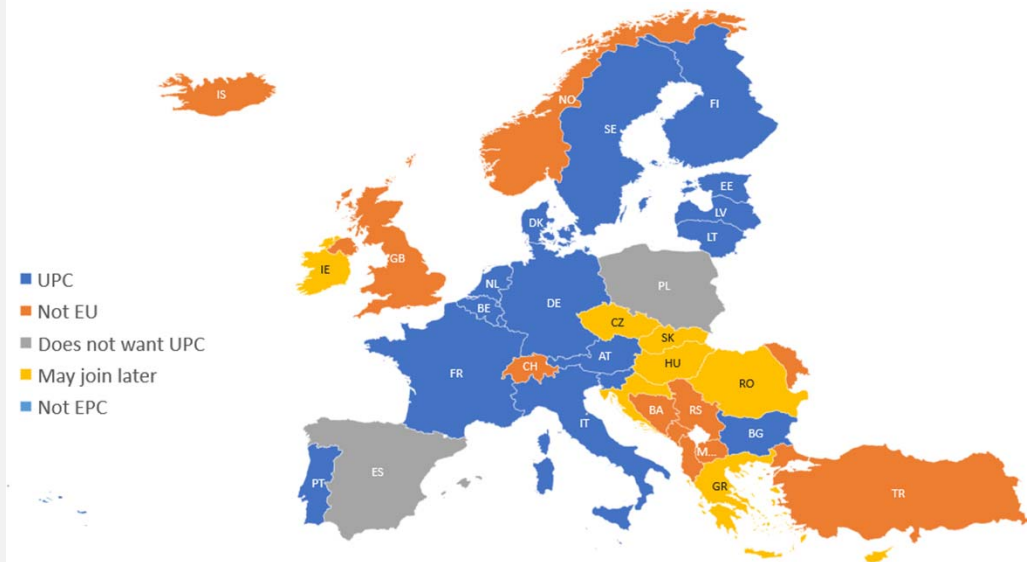 IS
NO
SE
FI
EE
LV
LT
DK
GB
IE
NL
BE
DE
PL
CZ
SK
AT
HU
RO
FR
CH
IT
BA
RS
BG
M...
GR
TR
PT
ES
UPC
Not EU
Does not want UPC
May join later
Not EPC